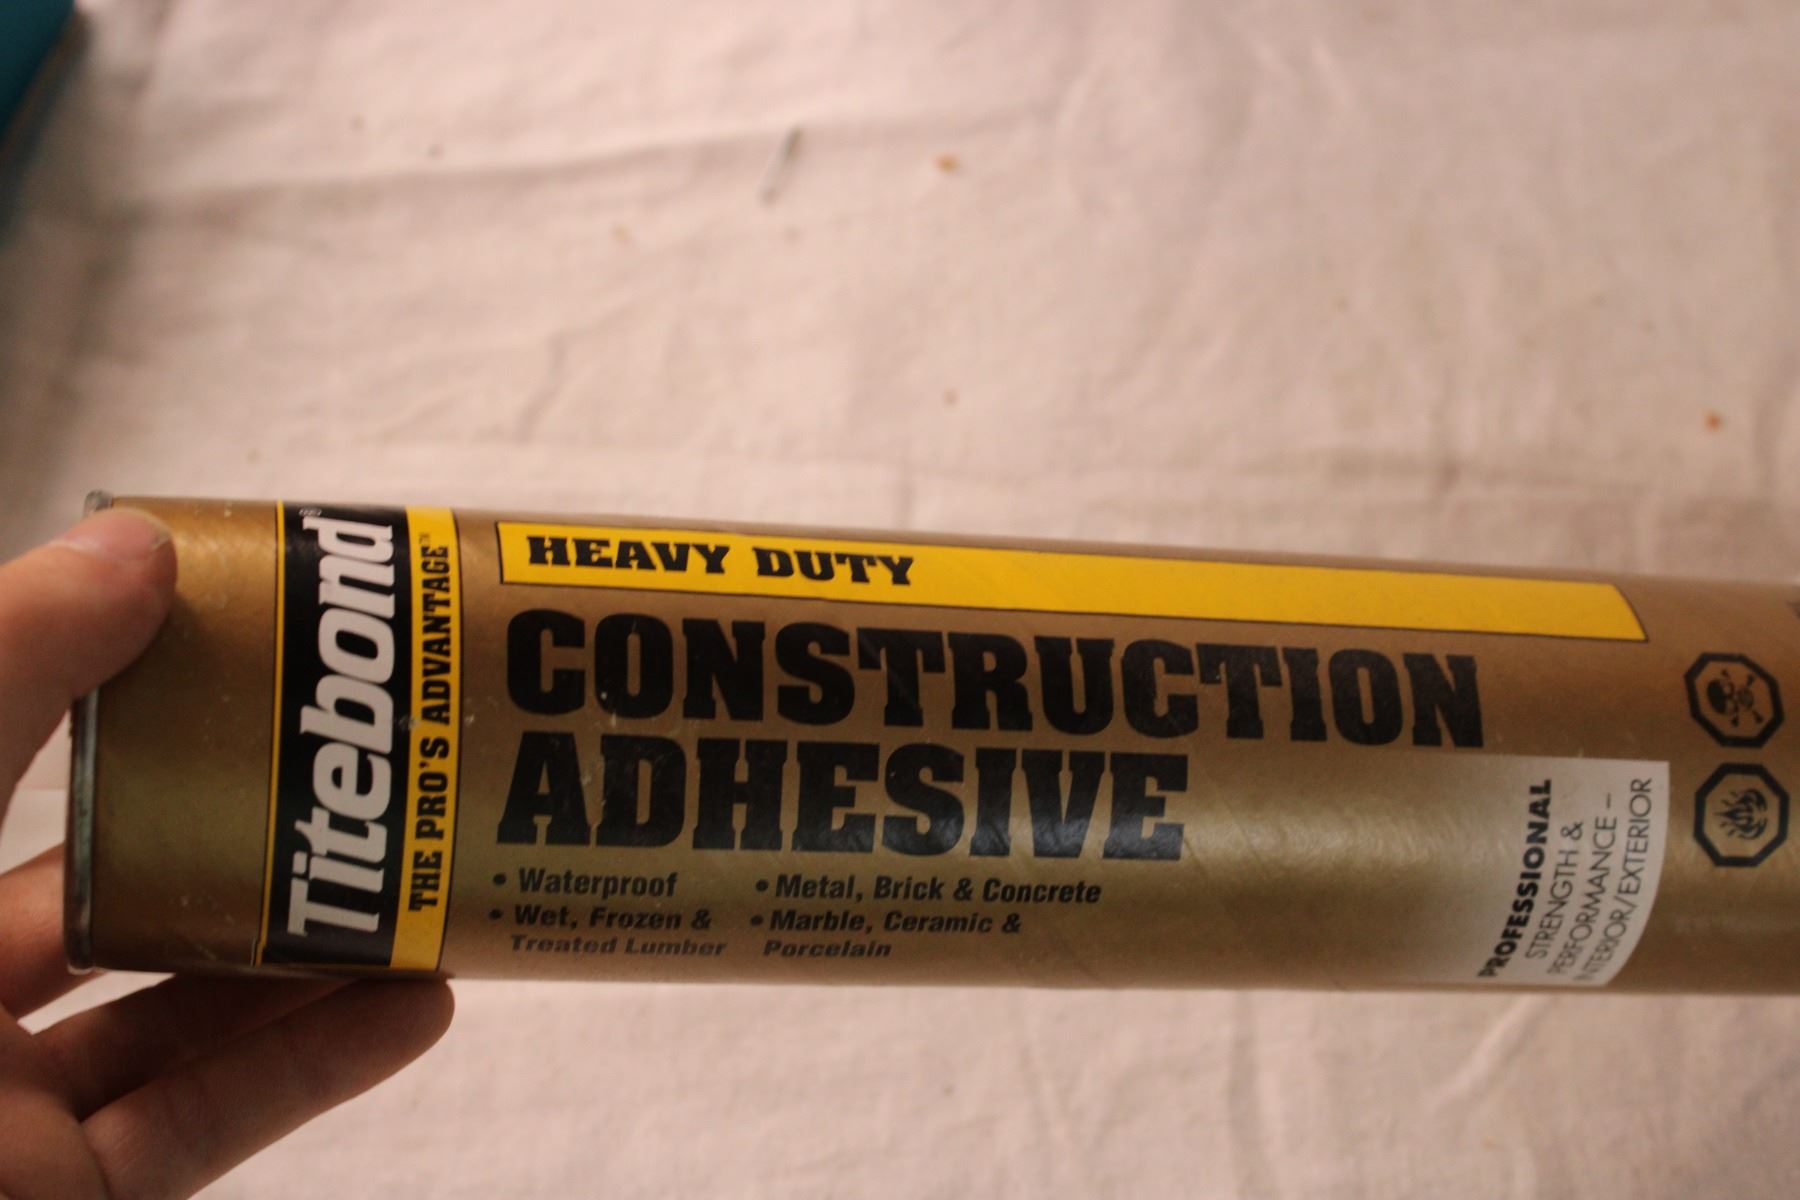 Titebond®
THE PRO'S ADVANTAGE™
HEAVY DUTY
CONSTRUCTION
ADHESIVE
• Waterproof
• Wet, Frozen &
Treated Lumber
• Metal, Brick & Concrete
• Marble, Ceramic &
Porcelain
PROFESSIONAL
STRENGTH &
PERFORMANCE –
INTERIOR/EXTERIOR